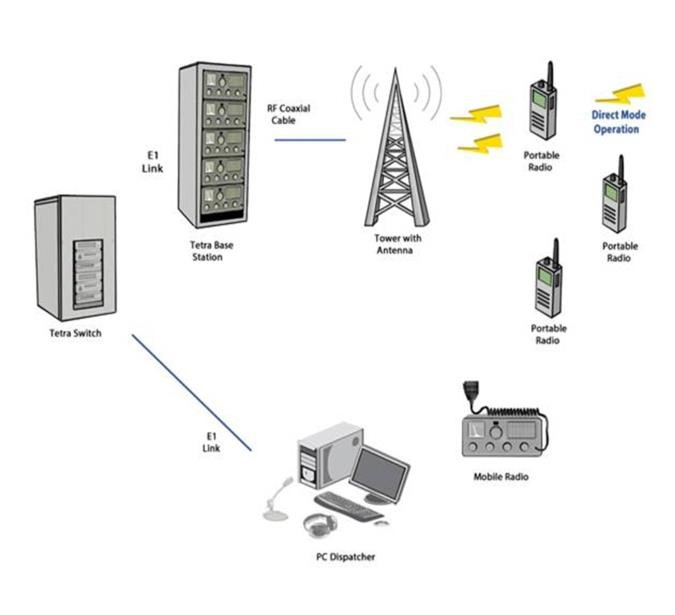 RF Coaxial
Cable
Direct Mode
Operation
E1
Link
Portable
Radio
Tetra Base
Station
Tower with
Antenna
Portable
Radio
Tetra Switch
Portable
Radio
E1
Link
Mobile Radio
PC Dispatcher